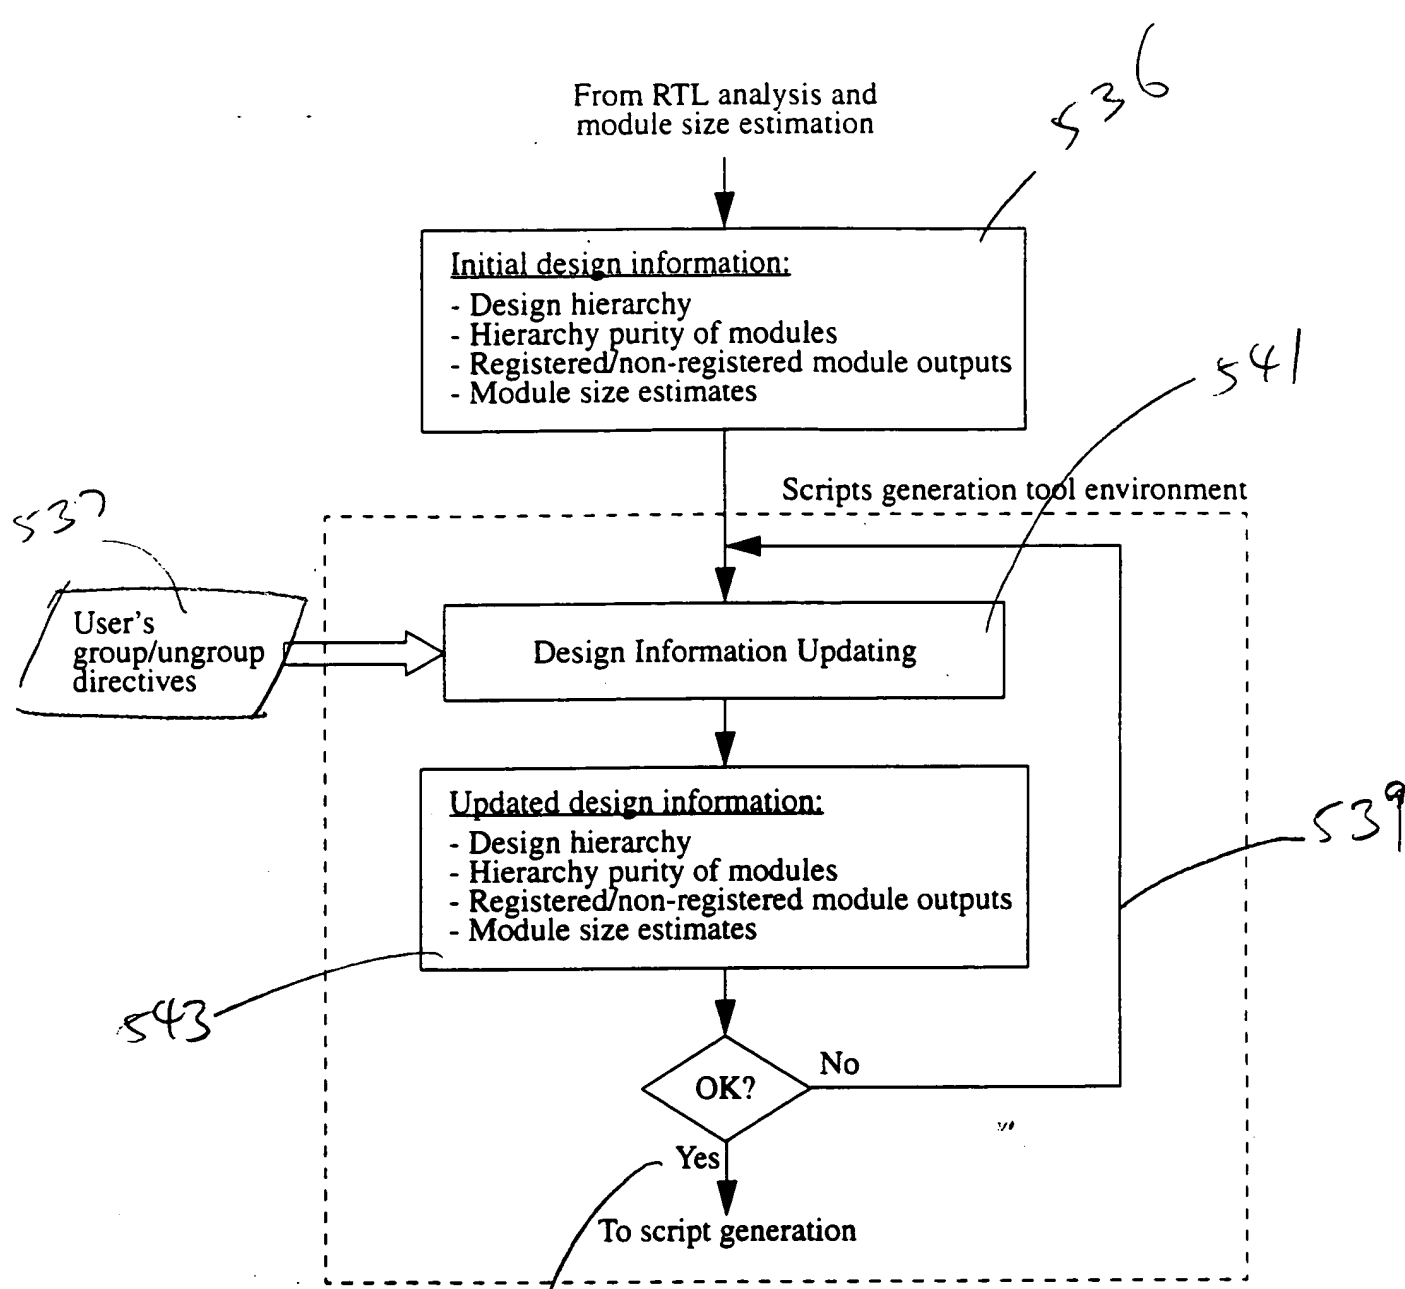 From RTL analysis and
module size estimation
536
Initial design information:
- Design hierarchy
- Hierarchy purity of modules
- Registered/non-registered module outputs
- Module size estimates
541
Scripts generation tool environment
537
User's
group/ungroup
directives
Design Information Updating
Updated design information:
- Design hierarchy
- Hierarchy purity of modules
- Registered/non-registered module outputs
- Module size estimates
539
543
OK?
No
Yes
To script generation